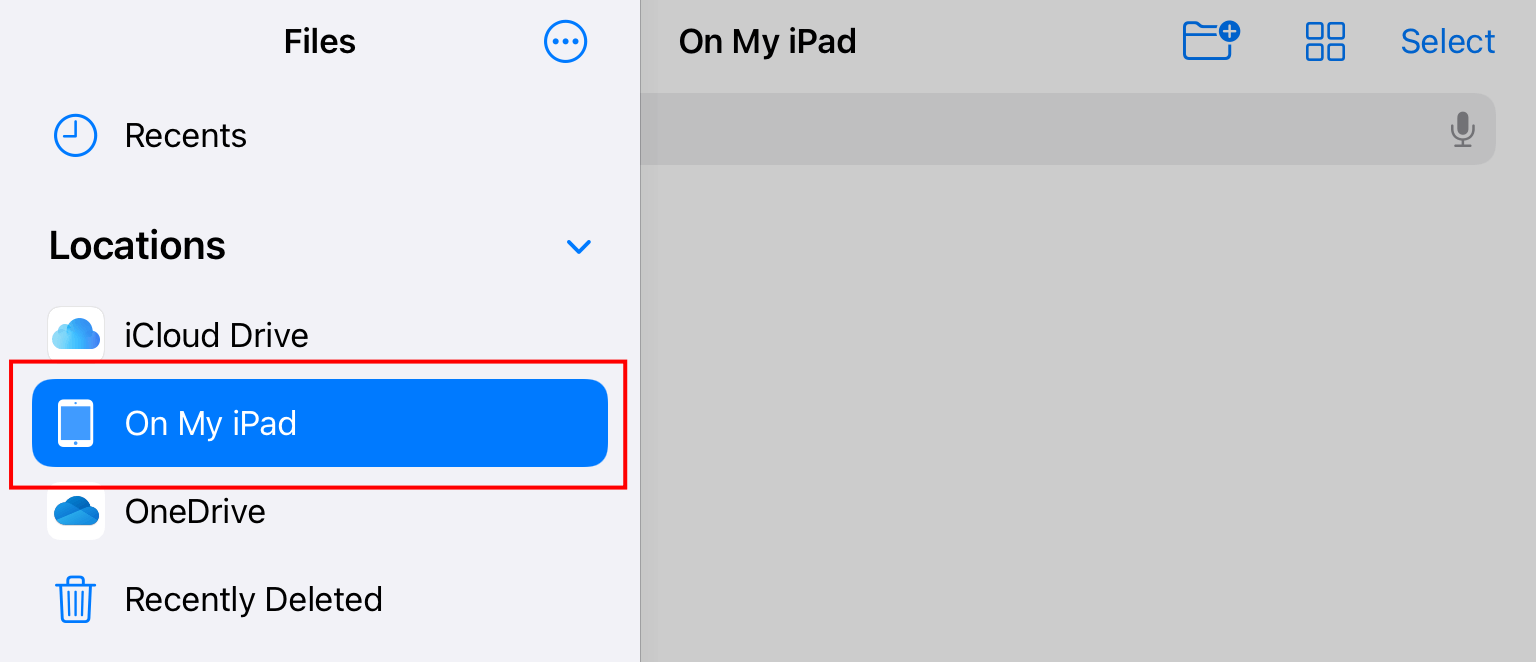 Files
Recents
Locations
iCloud Drive
On My iPad
OneDrive
Recently Deleted
On My iPad
Select